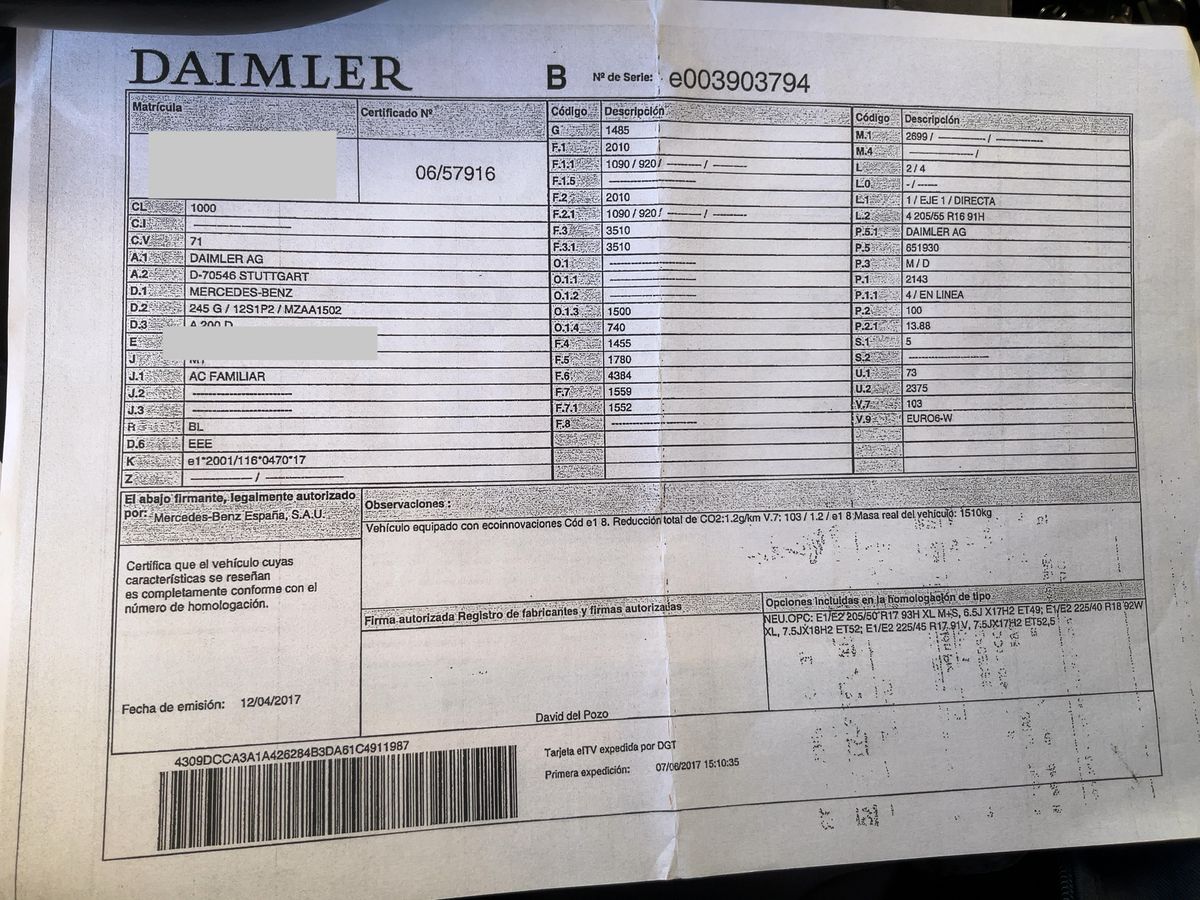 DAIMLER
B Nº de Serie: e003903794
Matrícula
Certificado Nº
06/57916
CL 1000
C.I ----------
C.V 71
A.1 DAIMLER AG
A.2 D-70546 STUTTGART
D.1 MERCEDES-BENZ
D.2 245 G / 12S1P2 / MZAA1502
D.3 A 200 D
E
J M1
J.1 AC FAMILIAR
J.2 ----------
J.3 ----------
R BL
D.6 EEE
K e1*2001/116*0470*17
Z ---------- / ----------
Código Descripción
G 1485
F.1 2010
F.1.1 1090 / 920 / ---------- / ----------
F.1.5 ----------
F.2 2010
F.2.1 1090 / 920 / ---------- / ----------
F.3 3510
F.3.1 3510
O.1 ----------
O.1.1 ----------
O.1.2 ----------
O.1.3 1500
O.1.4 740
F.4 1455
F.5 1780
F.6 4384
F.7 1559
F.7.1 1552
F.8 ----------
Código Descripción
M.1 2699 / ---------- / ----------
M.4 ---------- /
L 2 / 4
L.0 - / -----
L.1 1 / EJE 1 / DIRECTA
L.2 4 205/55 R16 91H
P.5.1 DAIMLER AG
P.5 651930
P.3 M / D
P.1 2143
P.1.1 4 / EN LINEA
P.2 100
P.2.1 13.88
S.1 5
S.2 ----------
U.1 73
U.2 2375
V.7 103
V.9 EURO6-W
El abajo firmante, legalmente autorizado
por: Mercedes-Benz España, S.A.U.
Certifica que el vehículo cuyas
características se reseñan
es completamente conforme con el
número de homologación.
Fecha de emisión: 12/04/2017
Observaciones :
Vehículo equipado con ecoinnovaciones Cód e1 8. Reducción total de CO2:1.2g/km V.7: 103 / 1.2 / e1 8 Masa real del vehículo: 1510kg
Firma autorizada Registro de fabricantes y firmas autorizadas
David del Pozo
Opciones incluidas en la homologación de tipo
NEU.OPC: E1/E2 205/50 R17 93H XL M+S, 6.5J X17H2 ET49; E1/E2 225/40 R18 92W
XL, 7.5JX18H2 ET52; E1/E2 225/45 R17 91V, 7.5JX17H2 ET52,5
4309DCCA3A1A426284B3DA61C4911987
Tarjeta eITV expedida por DGT
Primera expedición: 07/06/2017 15:10:35